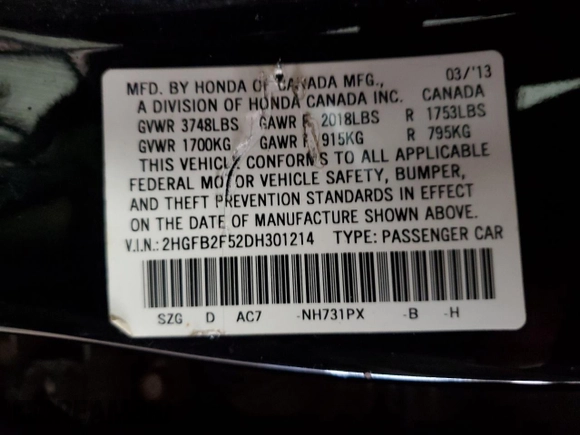 MFD. BY HONDA OF CANADA MFG., 03/'13
A DIVISION OF HONDA CANADA INC. CANADA
GVWR 3748LBS GAWR F 2018LBS R 1753LBS
GVWR 1700KG GAWR F 915KG R 795KG
THIS VEHICLE CONFORMS TO ALL APPLICABLE
FEDERAL MOTOR VEHICLE SAFETY, BUMPER,
AND THEFT PREVENTION STANDARDS IN EFFECT
ON THE DATE OF MANUFACTURE SHOWN ABOVE.
V.I.N.: 2HGFB2F52DH301214 TYPE: PASSENGER CAR
SZG D AC7 -NH731PX -B -H